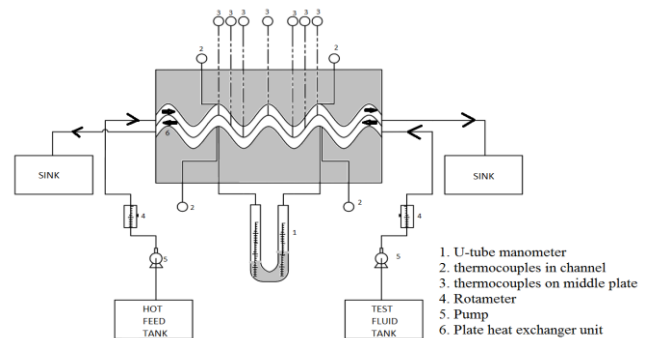 3 3 3 3 3 3 3
2 2
6
SINK
SINK
4 2 2 4
1
5 5
HOT
FEED
TANK
TEST
FLUID
TANK
1. U-tube manometer
2. thermocouples in channel
3. thermocouples on middle plate
4. Rotameter
5. Pump
6. Plate heat exchanger unit